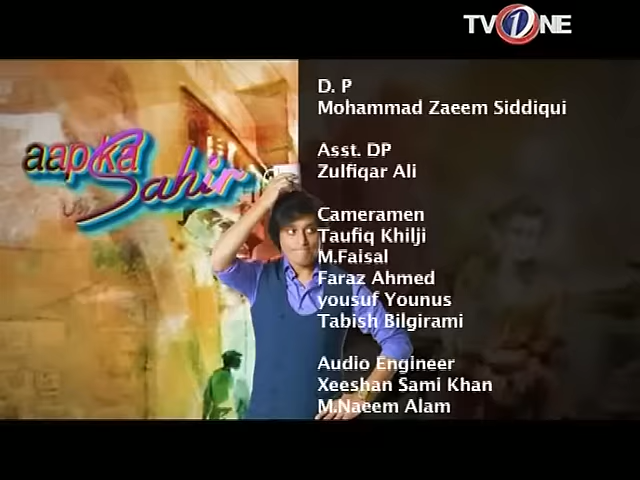 TV ONE
aapka
Sahir
D. P
Mohammad Zaeem Siddiqui
Asst. DP
Zulfiqar Ali
Cameramen
Taufiq Khilji
M.Faisal
Faraz Ahmed
yousuf Younus
Tabish Bilgirami
Audio Engineer
Xeeshan Sami Khan
M.Naeem Alam